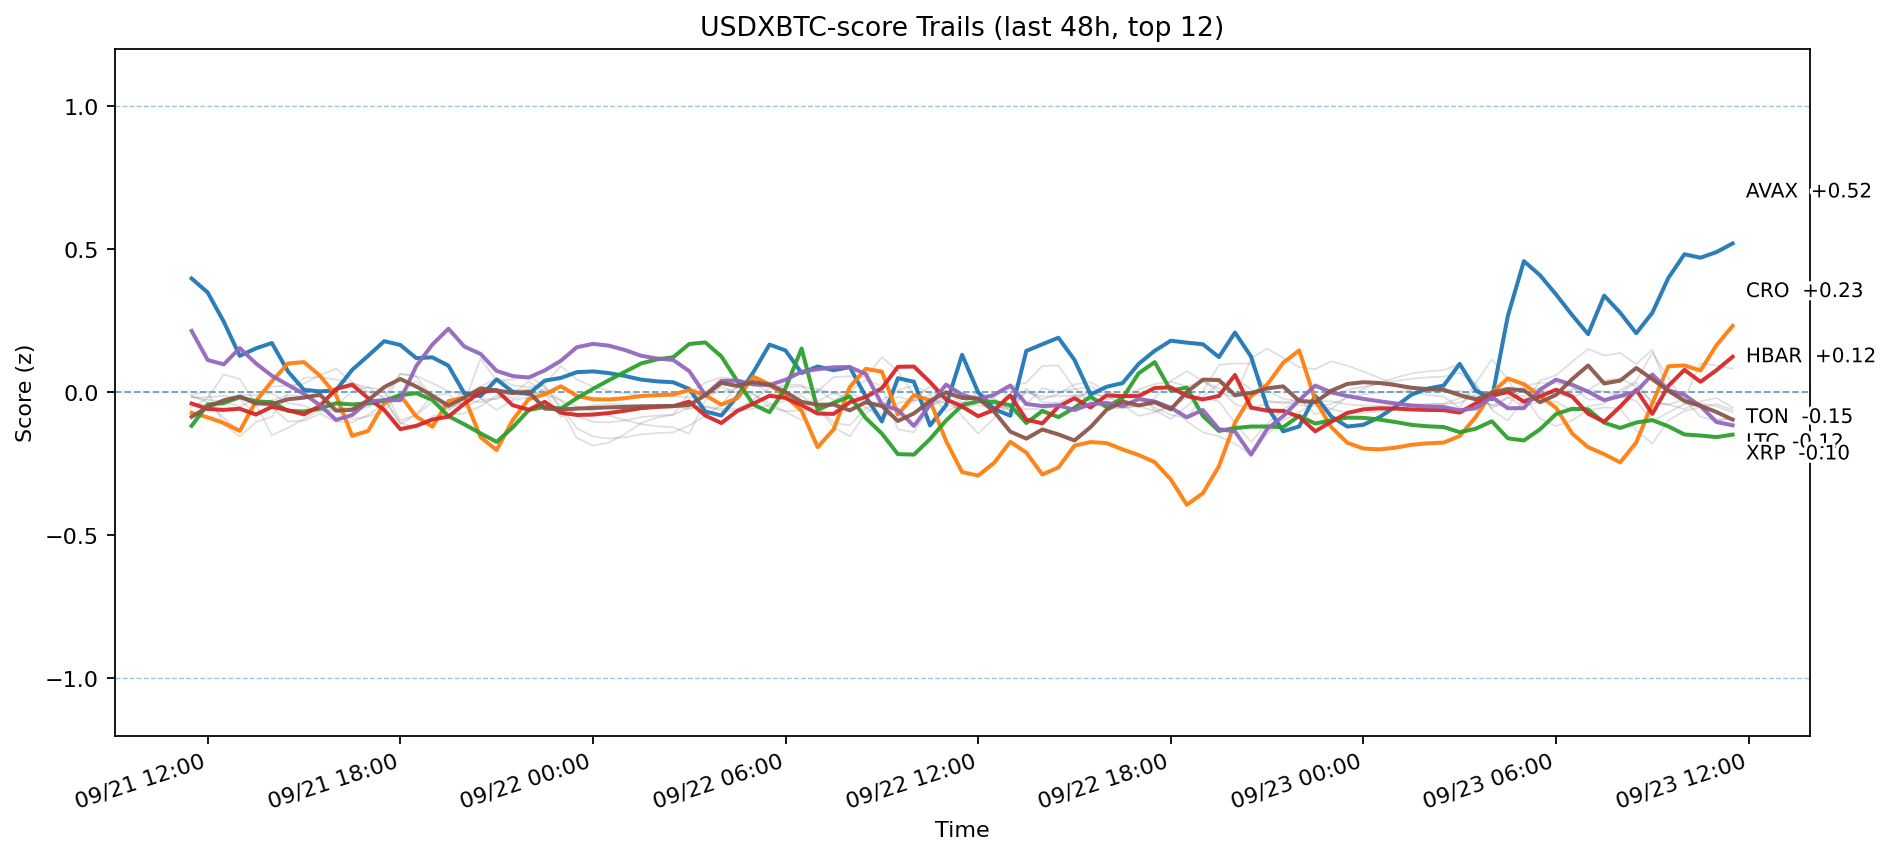 USDXBTC-score Trails (last 48h, top 12)
Score (z)
1.0
0.5
0.0
−0.5
−1.0
AVAX +0.52
CRO +0.23
HBAR +0.12
TON -0.15
LTC -0.12
XRP -0.10
09/21 12:00
09/21 18:00
09/22 00:00
09/22 06:00
09/22 12:00
09/22 18:00
09/23 00:00
09/23 06:00
09/23 12:00
Time